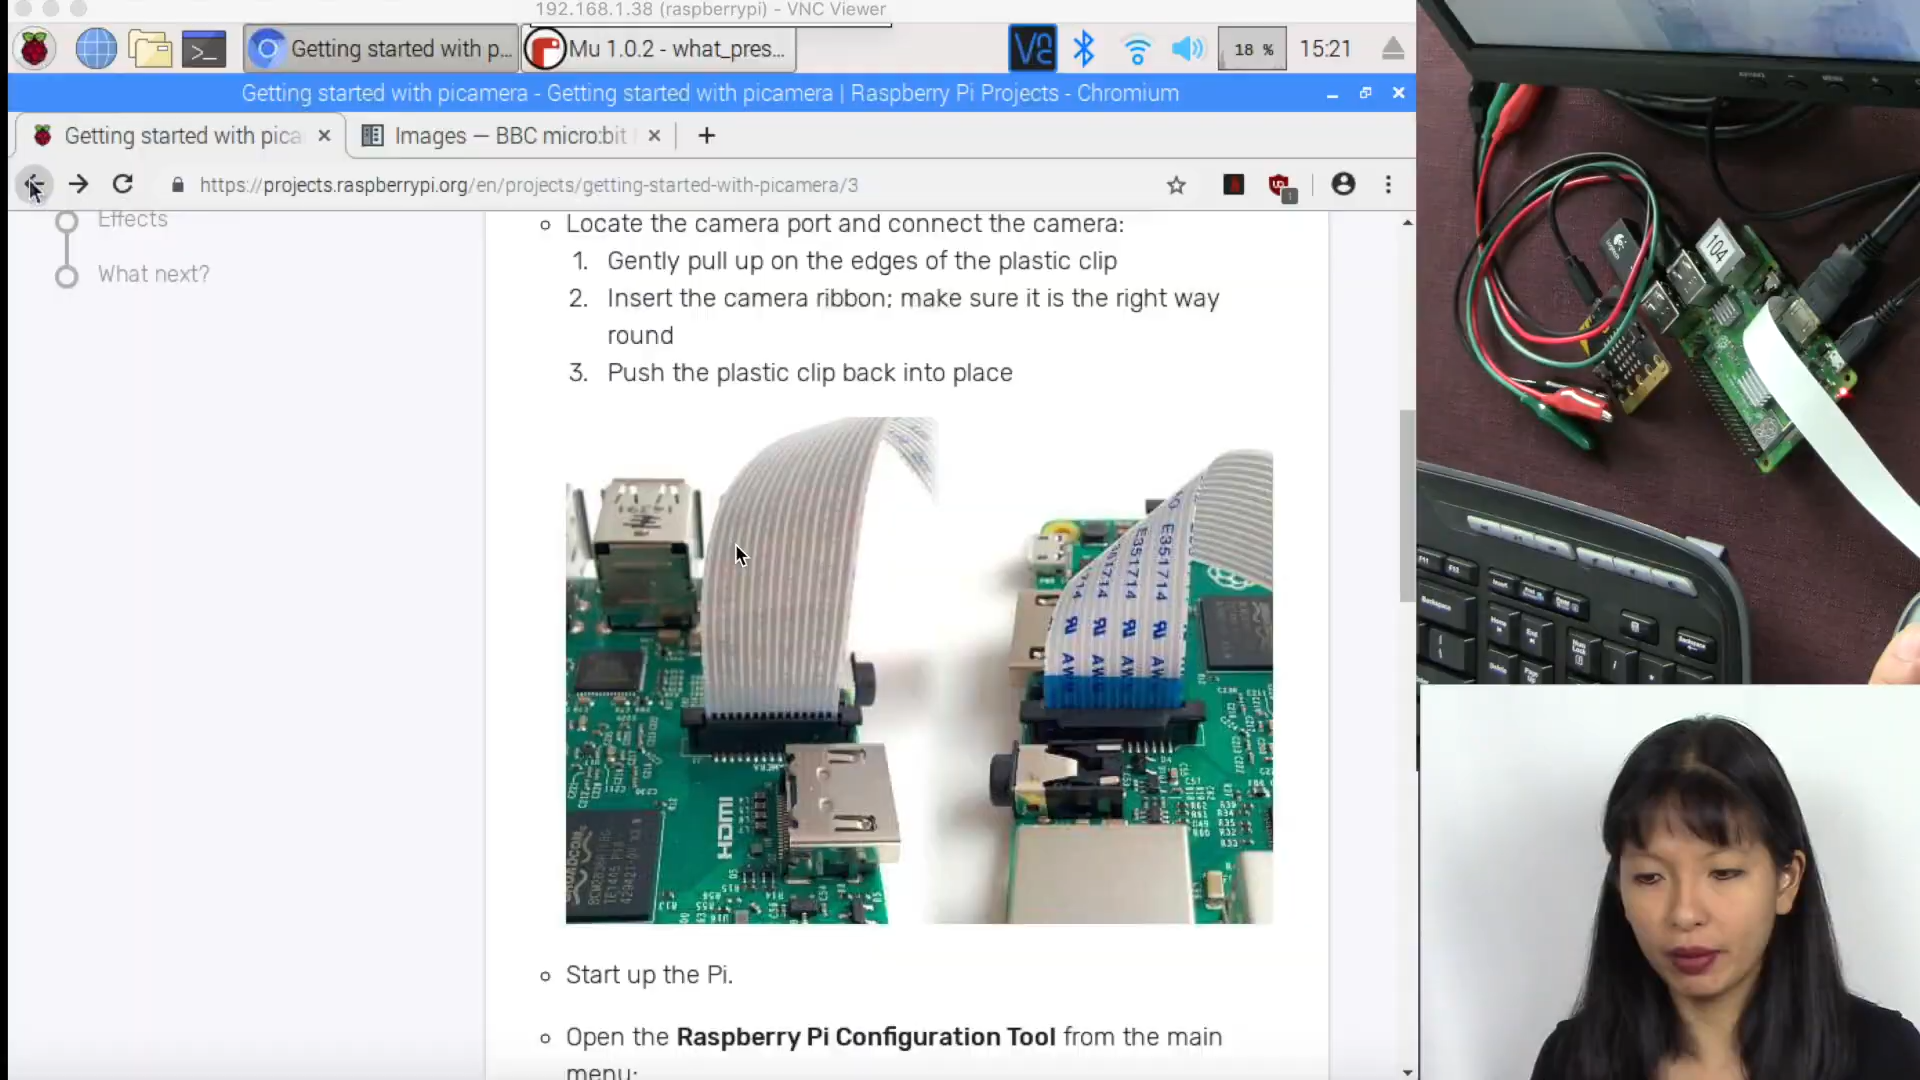 192.168.1.38 (raspberrypi) - VNC Viewer
Getting started with p...
Mu 1.0.2 - what_pres...
18 %
15:21
Getting started with picamera - Getting started with picamera | Raspberry Pi Projects - Chromium
Getting started with pica
Images — BBC micro:bit
https://projects.raspberrypi.org/en/projects/getting-started-with-picamera/3
1
Effects
What next?
Locate the camera port and connect the camera:
1. Gently pull up on the edges of the plastic clip
2. Insert the camera ribbon; make sure it is the right way
round
3. Push the plastic clip back into place
E351714
E351714
HDMI
Start up the Pi.
Open the Raspberry Pi Configuration Tool from the main
menu:
104
Backspace